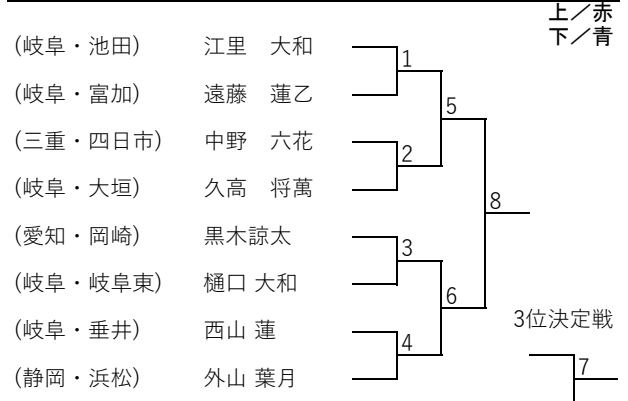 上／赤
下／青
(岐阜・池田) 江里　大和
(岐阜・富加) 遠藤　蓮乙
(三重・四日市) 中野　六花
(岐阜・大垣) 久高　将萬
(愛知・岡崎) 黒木諒太
(岐阜・岐阜東) 樋口 大和
(岐阜・垂井) 西山 蓮
(静岡・浜松) 外山 葉月
1
5
2
8
3
6
4
3位決定戦
7